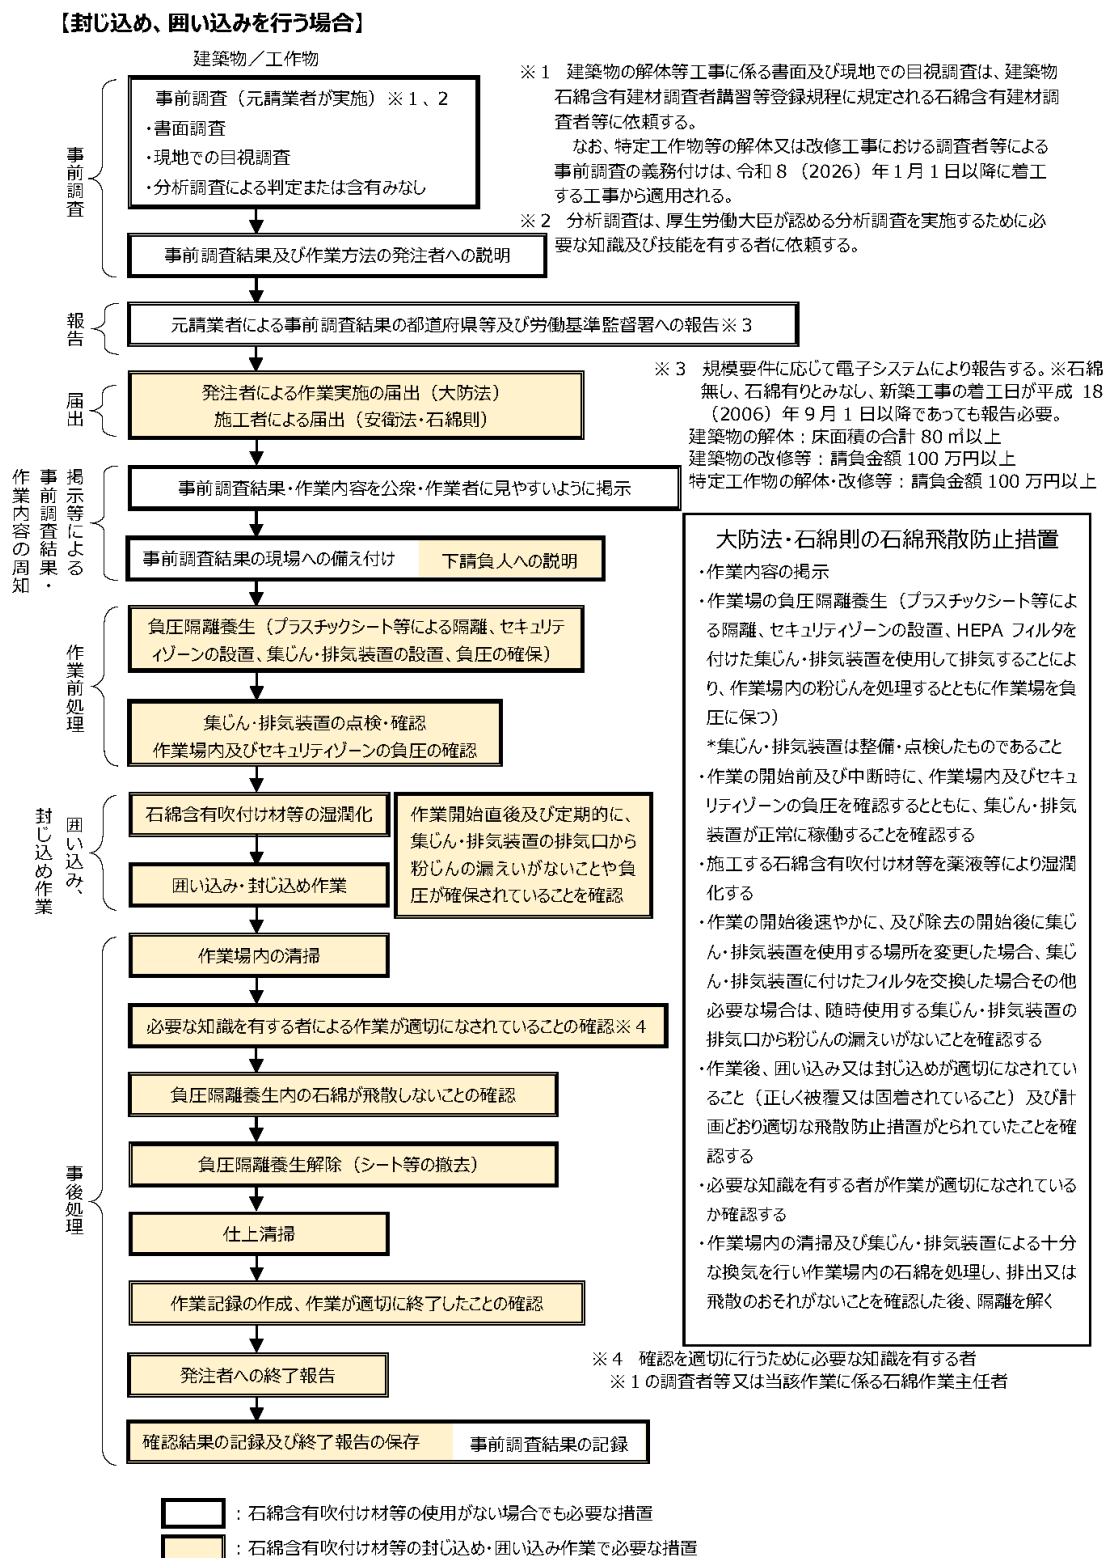 【封じ込め、囲い込みを行う場合】
建築物／工作物
事前調査（元請業者が実施）※１、２
・書面調査
・現地での目視調査
・分析調査による判定または含有みなし
事前調査
事前調査結果及び作業方法の発注者への説明
※１　建築物の解体等工事に係る書面及び現地での目視調査は、建築物
石綿含有建材調査者講習等登録規程に規定される石綿含有建材調
査者等に依頼する。
なお、特定工作物等の解体又は改修工事における調査者等による
事前調査の義務付けは、令和８（2026）年１月１日以降に着工
する工事から適用される。
※２　分析調査は、厚生労働大臣が認める分析調査を実施するために必
要な知識及び技能を有する者に依頼する。
報告
元請業者による事前調査結果の都道府県等及び労働基準監督署への報告※３
届出
発注者による作業実施の届出（大防法）
施工者による届出（安衛法・石綿則）
※３　規模要件に応じて電子システムにより報告する。※石綿
無し、石綿有りとみなし、新築工事の着工日が平成 18
（2006）年９月１日以降であっても報告必要。
建築物の解体：床面積の合計 80 ㎡以上
建築物の改修等：請負金額 100 万円以上
特定工作物の解体・改修等：請負金額 100 万円以上
掲示等による
事前調査結果・
作業内容の周知
事前調査結果・作業内容を公衆・作業者に見やすいように掲示
事前調査結果の現場への備え付け
下請負人への説明
作業前処理
負圧隔離養生（プラスチックシート等による隔離、セキュリテ
ィゾーンの設置、集じん・排気装置の設置、負圧の確保）
集じん・排気装置の点検・確認
作業場内及びセキュリティゾーンの負圧の確認
囲い込み、
封じ込め作業
石綿含有吹付け材等の湿潤化
囲い込み・封じ込め作業
作業開始直後及び定期的に、
集じん・排気装置の排気口から
粉じんの漏えいがないことや負
圧が確保されていることを確認
事後処理
作業場内の清掃
必要な知識を有する者による作業が適切になされていることの確認※４
負圧隔離養生内の石綿が飛散しないことの確認
負圧隔離養生解除（シート等の撤去）
仕上清掃
作業記録の作成、作業が適切に終了したことの確認
発注者への終了報告
確認結果の記録及び終了報告の保存
事前調査結果の記録
大防法・石綿則の石綿飛散防止措置
・作業内容の掲示
・作業場の負圧隔離養生（プラスチックシート等によ
る隔離、セキュリティゾーンの設置、HEPA フィルタを
付けた集じん・排気装置を使用して排気することによ
り、作業場内の粉じんを処理するとともに作業場を負
圧に保つ）
*集じん・排気装置は整備・点検したものであること
・作業の開始前及び中断時に、作業場内及びセキュ
リティゾーンの負圧を確認するとともに、集じん・排気
装置が正常に稼働することを確認する
・施工する石綿含有吹付け材等を薬液等により湿潤
化する
・作業の開始後速やかに、及び除去の開始後に集じ
ん・排気装置を使用する場所を変更した場合、集じ
ん・排気装置に付けたフィルタを交換した場合その他
必要な場合は、随時使用する集じん・排気装置の
排気口から粉じんの漏えいがないことを確認する
・作業後、囲い込み又は封じ込めが適切になされてい
ること（正しく被覆又は固着されていること）及び計
画どおり適切な飛散防止措置がとられていたことを確
認する
・必要な知識を有する者が作業が適切になされている
か確認する
・作業場内の清掃及び集じん・排気装置による十分
な換気を行い作業場内の石綿を処理し、排出又は
飛散のおそれがないことを確認した後、隔離を解く
※４　確認を適切に行うために必要な知識を有する者
※１の調査者等又は当該作業に係る石綿作業主任者
：石綿含有吹付け材等の使用がない場合でも必要な措置
：石綿含有吹付け材等の封じ込め・囲い込み作業で必要な措置